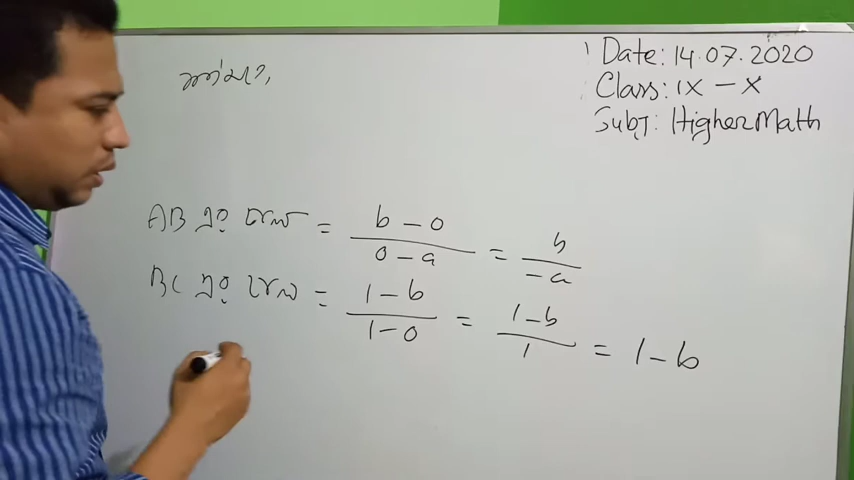 Date: 14.07.2020
Class: IX - X
Subj: Higher Math
AB এর ঢাল = b - 0 / 0 - a = b / - a
BC এর ঢাল = 1 - b / 1 - 0 = 1 - b / 1 = 1 - b